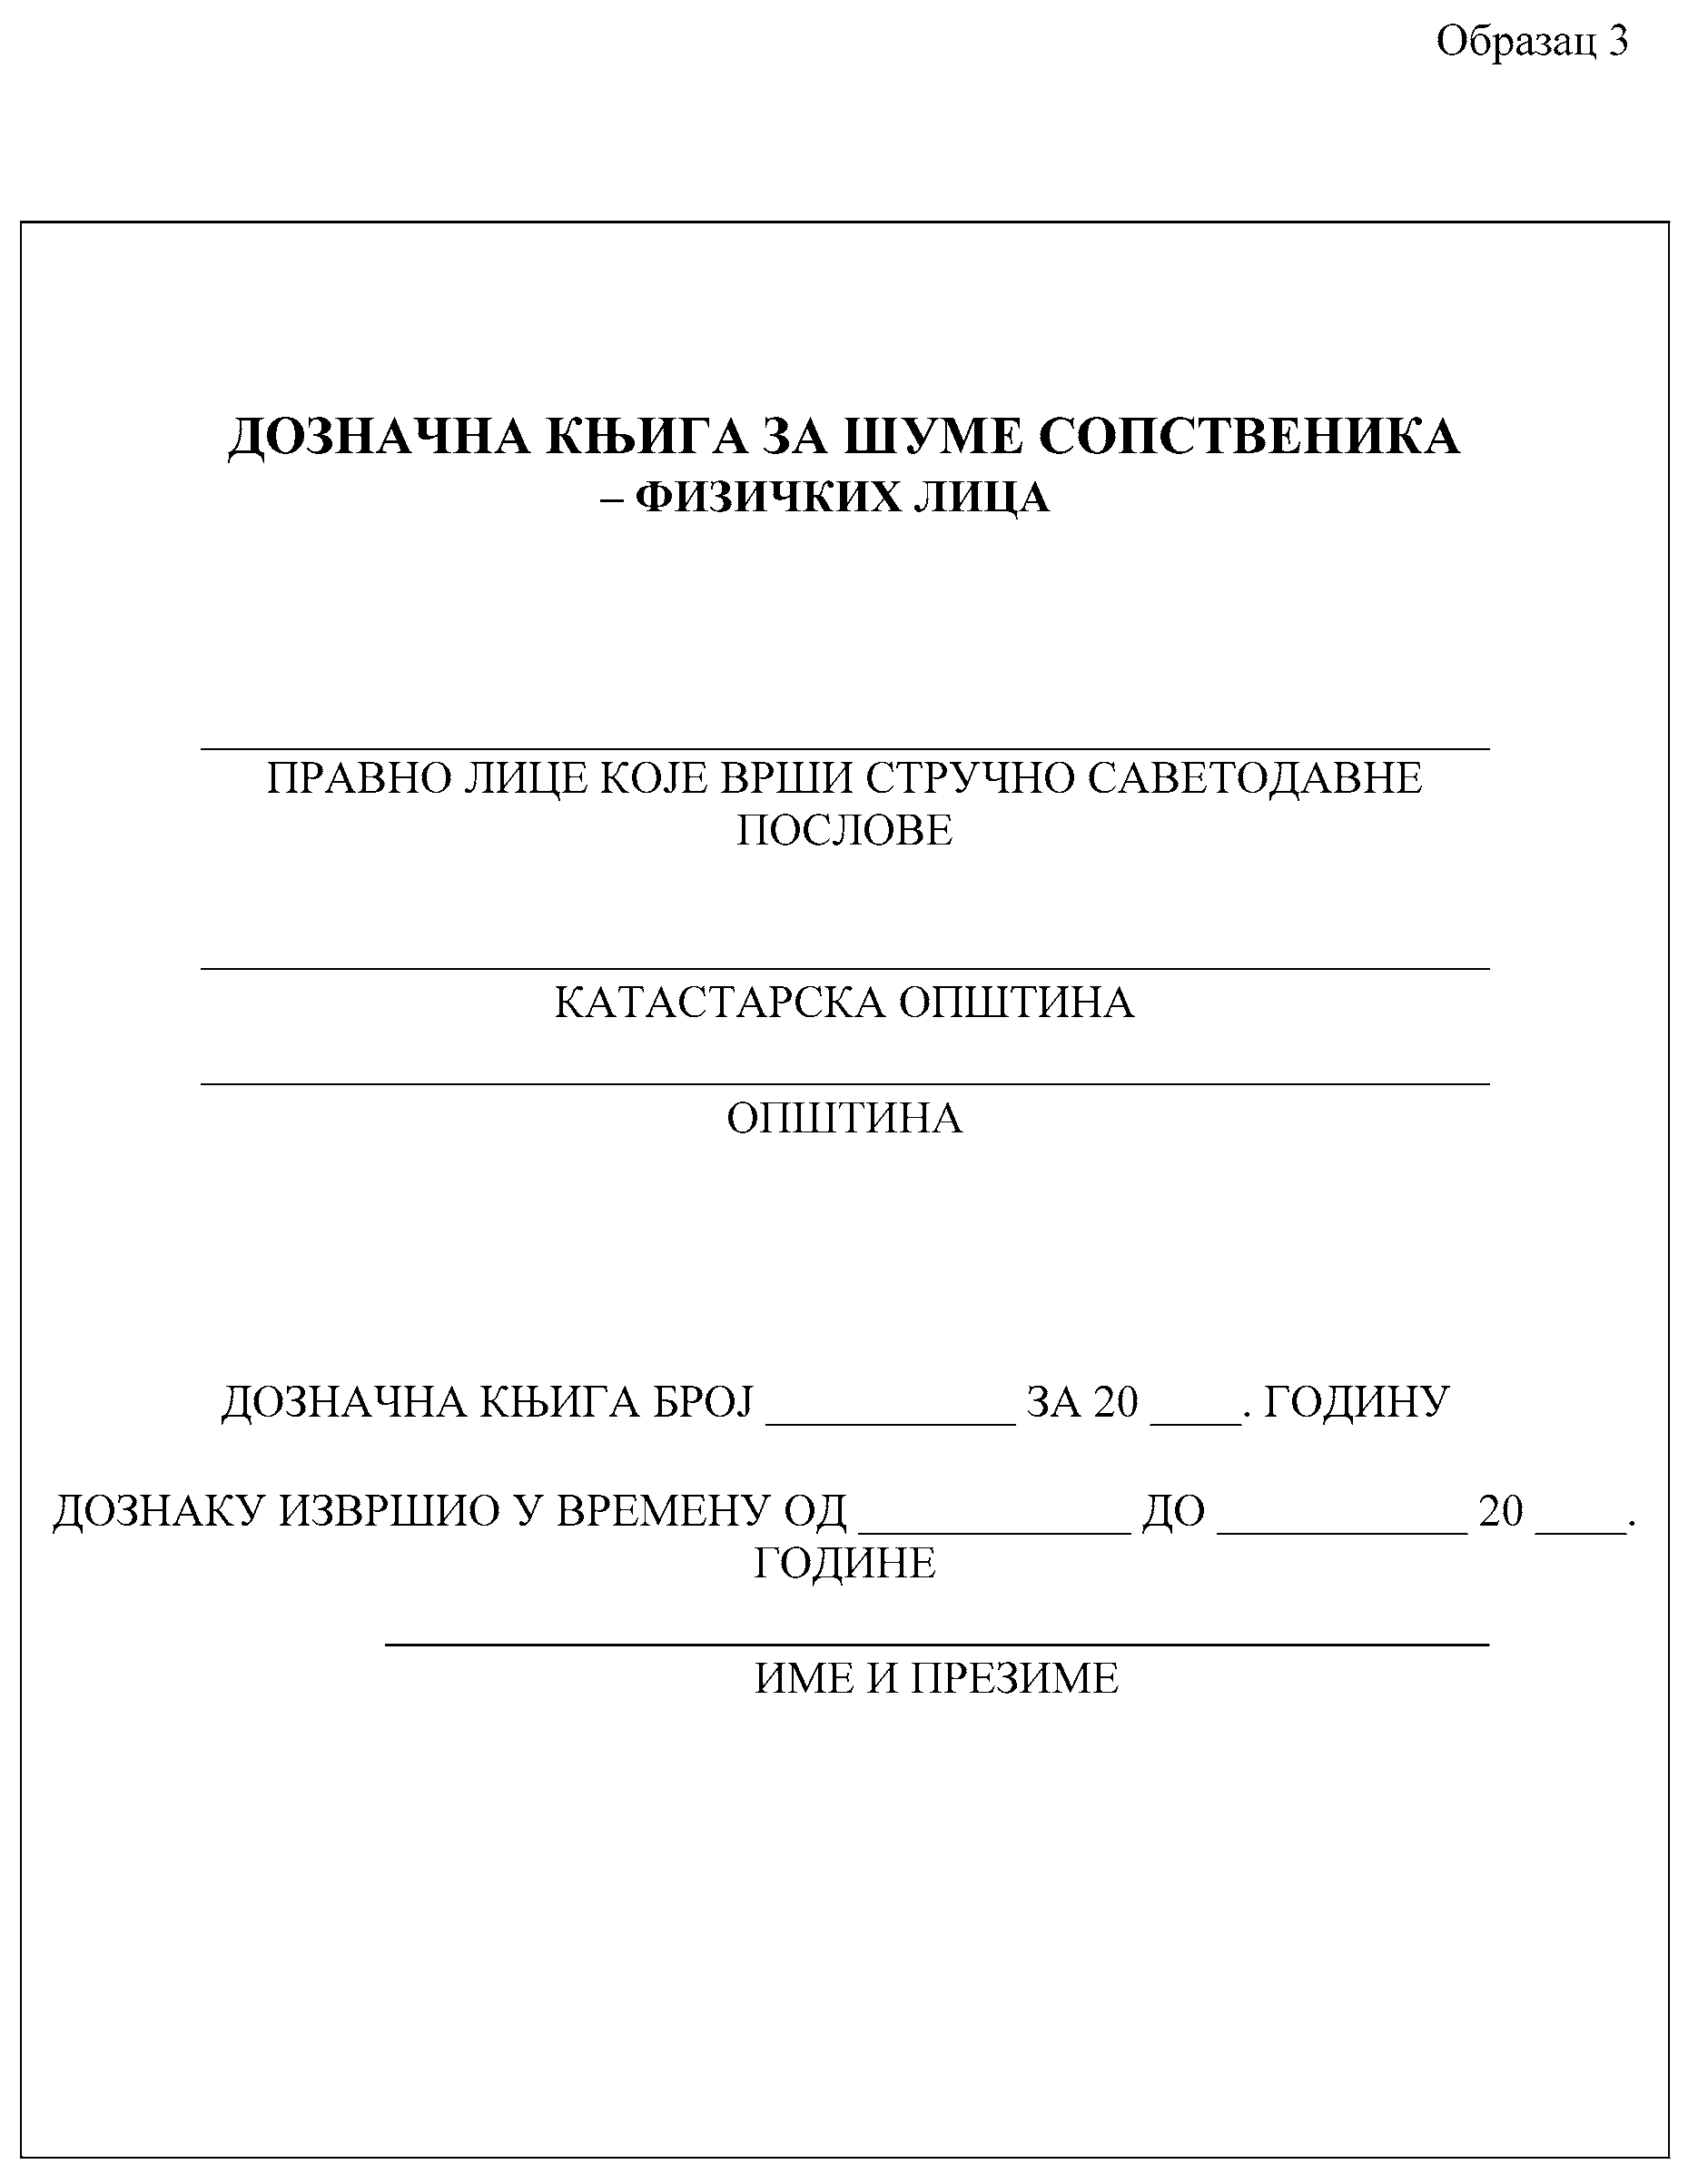 Образац 3
ДОЗНАЧНА КЊИГА ЗА ШУМЕ СОПСТВЕНИКА
– ФИЗИЧКИХ ЛИЦА
ПРАВНО ЛИЦЕ КОЈЕ ВРШИ СТРУЧНО САВЕТОДАВНЕ
ПОСЛОВЕ
КАТАСТАРСКА ОПШТИНА
ОПШТИНА
ДОЗНАЧНА КЊИГА БРОЈ ___________ ЗА 20 ____. ГОДИНУ
ДОЗНАКУ ИЗВРШИО У ВРЕМЕНУ ОД ____________ ДО ___________ 20 ____.
ГОДИНЕ
ИМЕ И ПРЕЗИМЕ